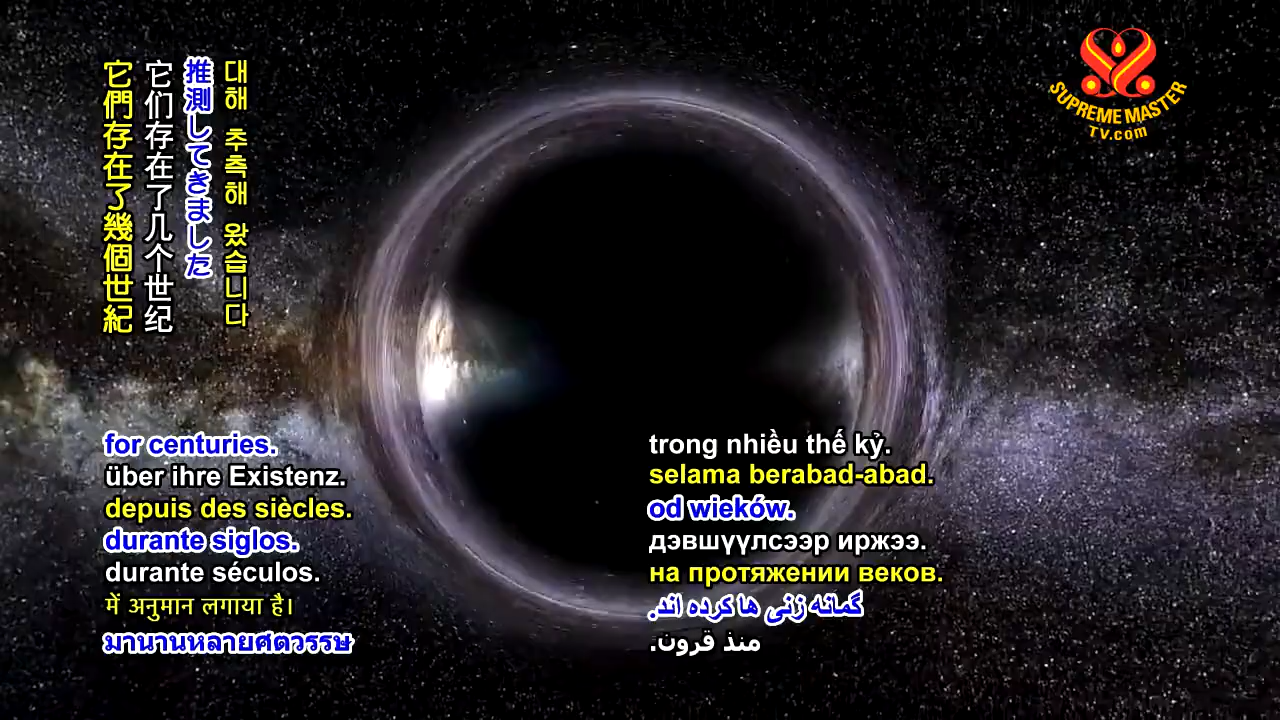 대해 추측해 왔습니다
推測してきました
它们存在了几个世纪
它們存在了幾個世紀
SUPREME MASTER
TV.com
for centuries.
über ihre Existenz.
depuis des siècles.
durante siglos.
durante séculos.
में अनुमान लगाया है।
มานานหลายศตวรรษ
trong nhiều thế kỷ.
selama berabad-abad.
od wieków.
дэвшүүлсээр иржээ.
на протяжении веков.
گمانه زنی ها کرده اند.
منذ قرون.